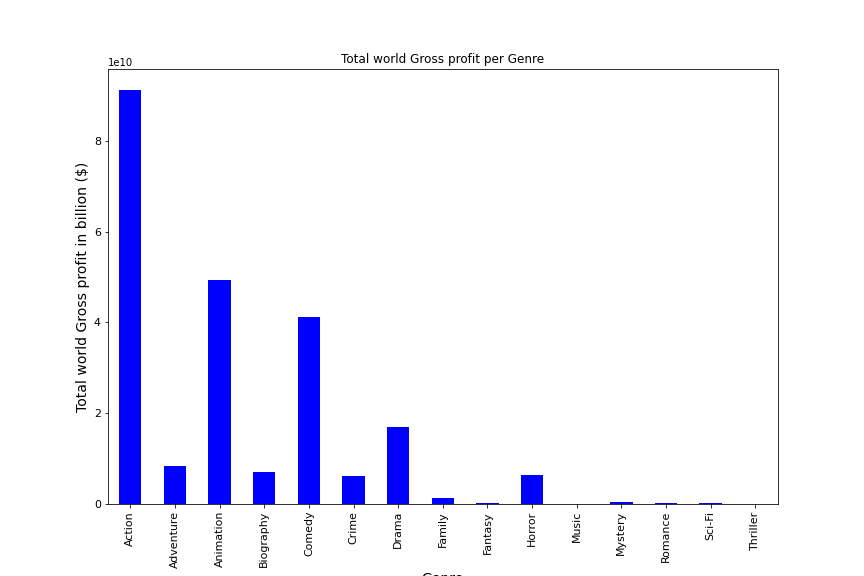 Total world Gross profit per Genre
1e10
Total world Gross profit in billion ($)
8
6
4
2
0
Action
Adventure
Animation
Biography
Comedy
Crime
Drama
Family
Fantasy
Horror
Music
Mystery
Romance
Sci-Fi
Thriller
Genre